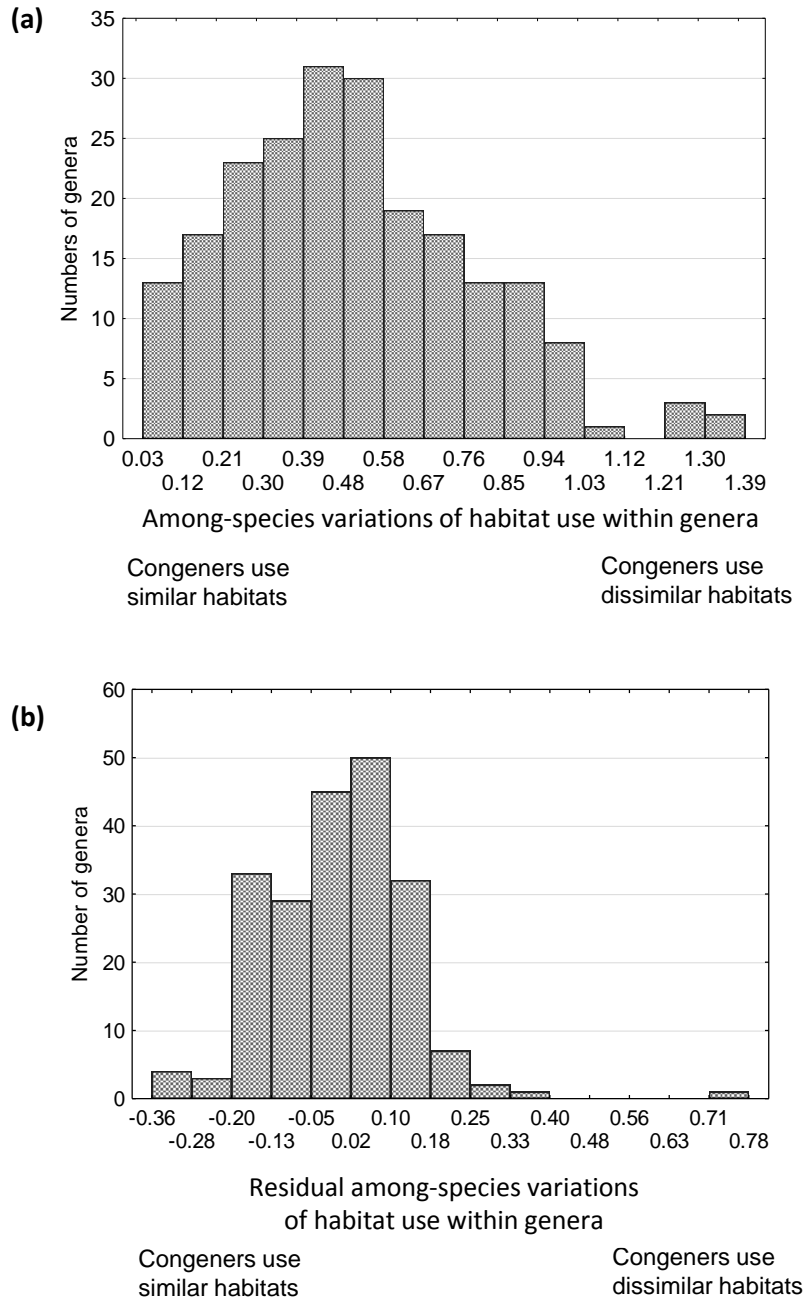 (a)
Numbers of genera
35
30
25
20
15
10
5
0
0.03 0.21 0.39 0.58 0.76 0.94 1.12 1.30
0.12 0.30 0.48 0.67 0.85 1.03 1.21 1.39
Among-species variations of habitat use within genera
Congeners use
similar habitats
Congeners use
dissimilar habitats
(b)
Number of genera
60
50
40
30
20
10
0
-0.36 -0.20 -0.05 0.10 0.25 0.40 0.56 0.71
-0.28 -0.13 0.02 0.18 0.33 0.48 0.63 0.78
Residual among-species variations
of habitat use within genera
Congeners use
similar habitats
Congeners use
dissimilar habitats